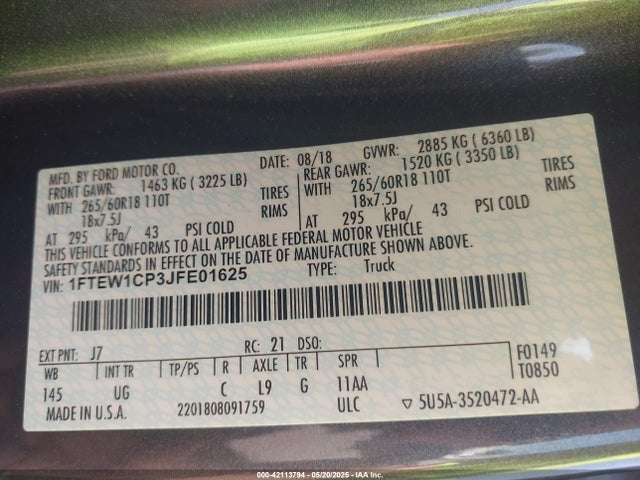 MFD. BY FORD MOTOR CO.
DATE: 08/18 GVWR: 2885 KG ( 6360 LB)
FRONT GAWR: 1463 KG ( 3225 LB)
REAR GAWR: 1520 KG ( 3350 LB)
WITH 265/60R18 110T TIRES
WITH 265/60R18 110T TIRES
18x7.5J RIMS
18x7.5J RIMS
AT 295 kPa/ 43 PSI COLD
AT 295 kPa/ 43 PSI COLD
THIS VEHICLE CONFORMS TO ALL APPLICABLE FEDERAL MOTOR VEHICLE
SAFETY STANDARDS IN EFFECT ON THE DATE OF MANUFACTURE SHOWN ABOVE.
VIN: 1FTEW1CP3JFE01625 TYPE: Truck
EXT PNT: J7 RC: 21 DSO:
F0149
T0850
WB INT TR TP/PS R AXLE TR SPR
145 UG C L9 G 11AA
MADE IN U.S.A. 2201808091759 ULC ▽ 5U5A-3520472-AA
000-42113794 — 05/20/2025 — IAA Inc.